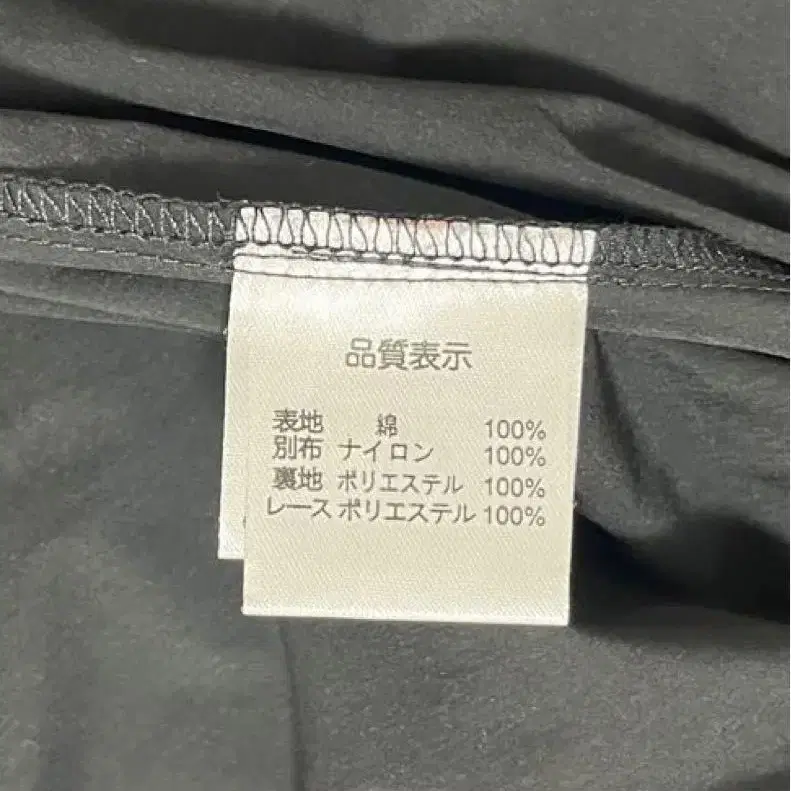 品質表示
表地 綿 100%
別布 ナイロン 100%
裏地 ポリエステル 100%
レース ポリエステル 100%